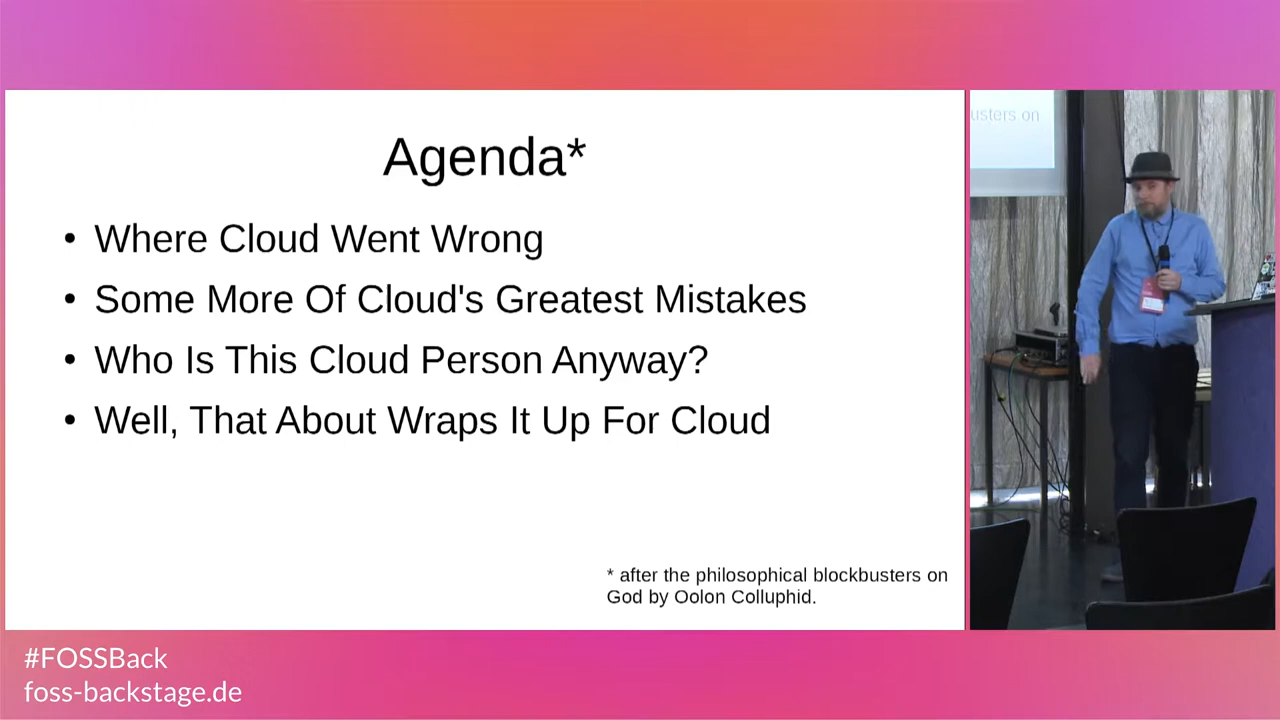 Agenda*
• Where Cloud Went Wrong
• Some More Of Cloud's Greatest Mistakes
• Who Is This Cloud Person Anyway?
• Well, That About Wraps It Up For Cloud
* after the philosophical blockbusters on
God by Oolon Colluphid.
usters on
#FOSSBack
foss-backstage.de